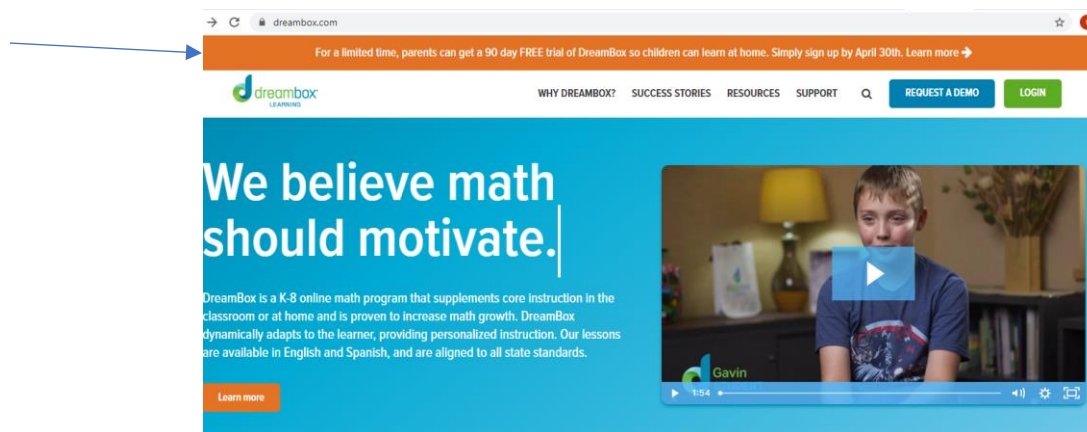 dreambox.com
For a limited time, parents can get a 90 day FREE trial of DreamBox so children can learn at home. Simply sign up by April 30th. Learn more →
dreambox
LEARNING
WHY DREAMBOX? SUCCESS STORIES RESOURCES SUPPORT REQUEST A DEMO LOGIN
We believe math
should motivate.
DreamBox is a K-8 online math program that supplements core instruction in the
classroom or at home and is proven to increase math growth. DreamBox
dynamically adapts to the learner, providing personalized instruction. Our lessons
are available in English and Spanish, and are aligned to all state standards.
Learn more
Gavin
1:54